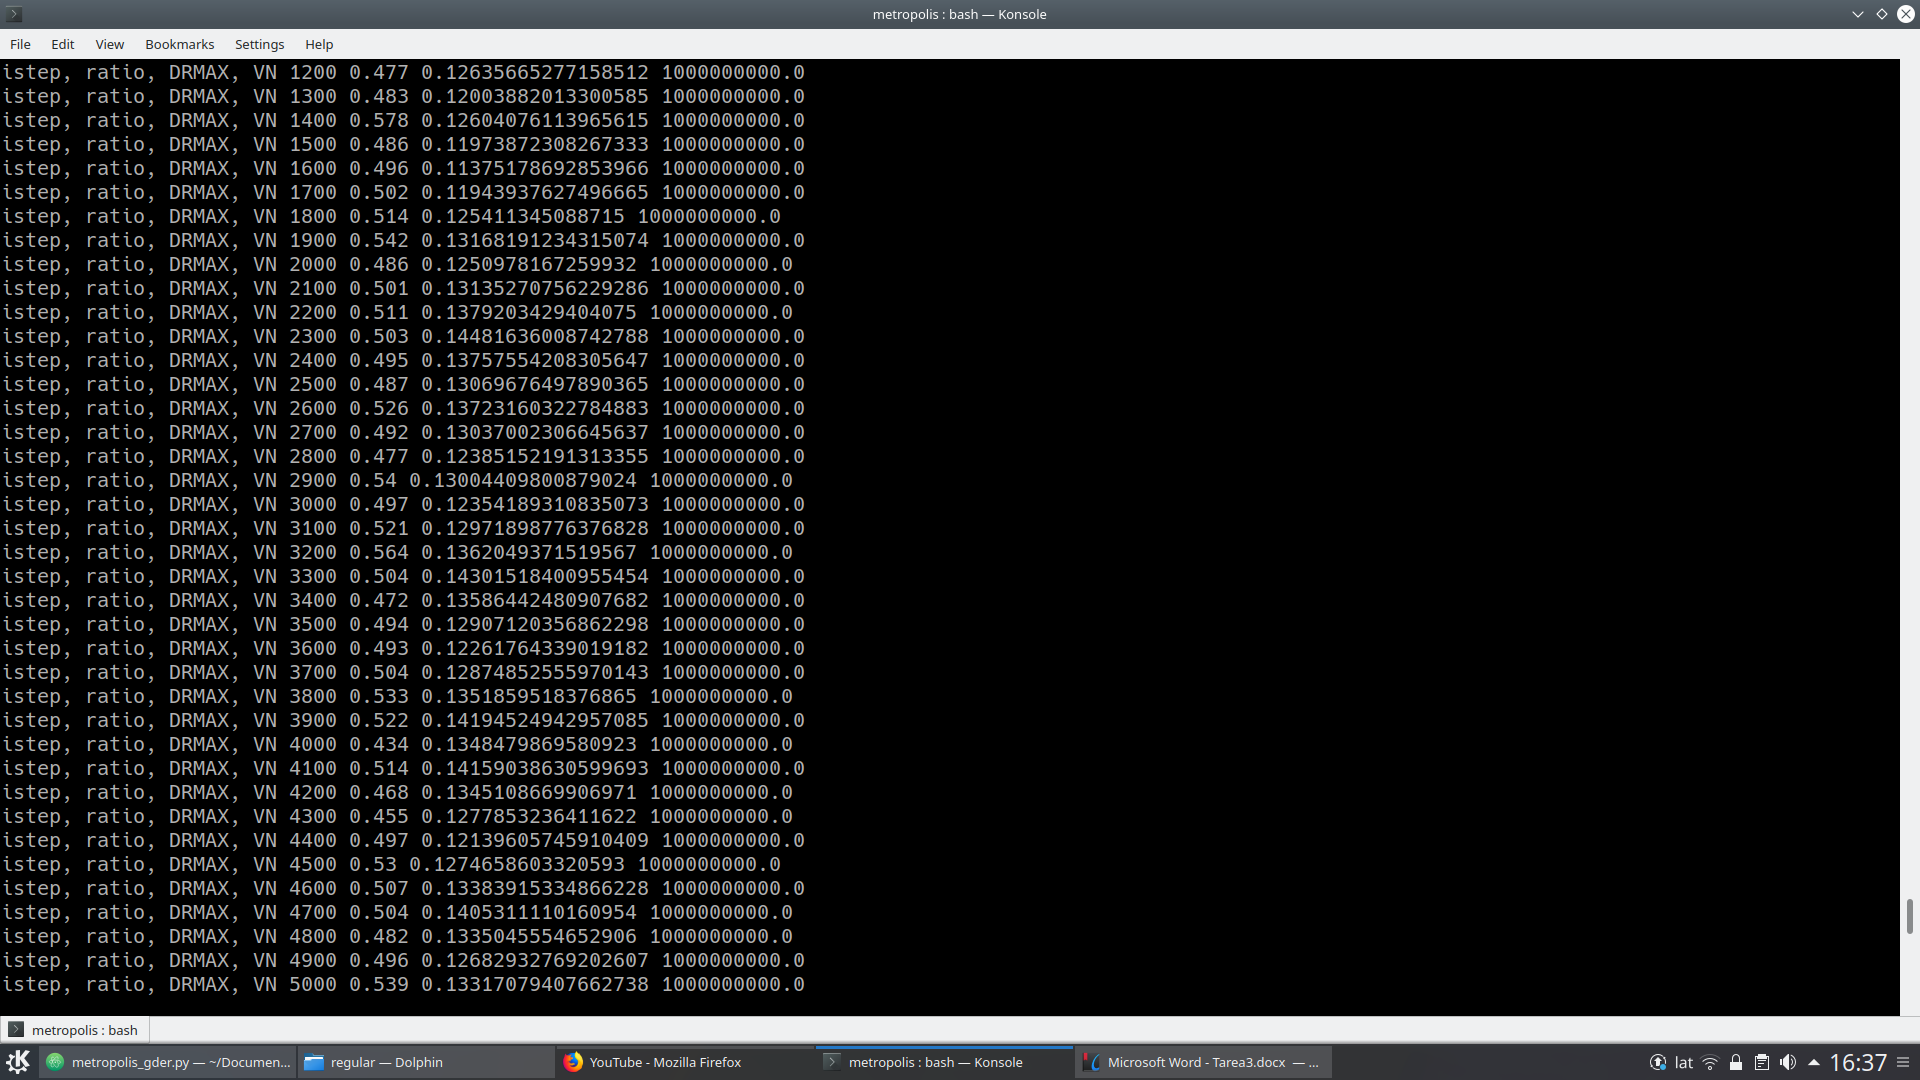 metropolis : bash — Konsole
File Edit View Bookmarks Settings Help
istep, ratio, DRMAX, VN 1200 0.477 0.12635665277158512 1000000000.0
istep, ratio, DRMAX, VN 1300 0.483 0.12003882013300585 1000000000.0
istep, ratio, DRMAX, VN 1400 0.578 0.12604076113965615 1000000000.0
istep, ratio, DRMAX, VN 1500 0.486 0.11973872308267333 1000000000.0
istep, ratio, DRMAX, VN 1600 0.496 0.11375178692853966 1000000000.0
istep, ratio, DRMAX, VN 1700 0.502 0.11943937627496665 1000000000.0
istep, ratio, DRMAX, VN 1800 0.514 0.125411345088715 1000000000.0
istep, ratio, DRMAX, VN 1900 0.542 0.13168191234315074 1000000000.0
istep, ratio, DRMAX, VN 2000 0.486 0.1250978167259932 1000000000.0
istep, ratio, DRMAX, VN 2100 0.501 0.13135270756229286 1000000000.0
istep, ratio, DRMAX, VN 2200 0.511 0.1379203429404075 1000000000.0
istep, ratio, DRMAX, VN 2300 0.503 0.14481636008742788 1000000000.0
istep, ratio, DRMAX, VN 2400 0.495 0.13757554208305647 1000000000.0
istep, ratio, DRMAX, VN 2500 0.487 0.13069676497890365 1000000000.0
istep, ratio, DRMAX, VN 2600 0.526 0.13723160322784883 1000000000.0
istep, ratio, DRMAX, VN 2700 0.492 0.13037002306645637 1000000000.0
istep, ratio, DRMAX, VN 2800 0.477 0.12385152191313355 1000000000.0
istep, ratio, DRMAX, VN 2900 0.54 0.13004409800879024 1000000000.0
istep, ratio, DRMAX, VN 3000 0.497 0.12354189310835073 1000000000.0
istep, ratio, DRMAX, VN 3100 0.521 0.12971898776376828 1000000000.0
istep, ratio, DRMAX, VN 3200 0.564 0.1362049371519567 1000000000.0
istep, ratio, DRMAX, VN 3300 0.504 0.14301518400955454 1000000000.0
istep, ratio, DRMAX, VN 3400 0.472 0.13586442480907682 1000000000.0
istep, ratio, DRMAX, VN 3500 0.494 0.12907120356862298 1000000000.0
istep, ratio, DRMAX, VN 3600 0.493 0.12261764339019182 1000000000.0
istep, ratio, DRMAX, VN 3700 0.504 0.12874852555970143 1000000000.0
istep, ratio, DRMAX, VN 3800 0.533 0.1351859518376865 1000000000.0
istep, ratio, DRMAX, VN 3900 0.522 0.14194524942957085 1000000000.0
istep, ratio, DRMAX, VN 4000 0.434 0.1348479869580923 1000000000.0
istep, ratio, DRMAX, VN 4100 0.514 0.14159038630599693 1000000000.0
istep, ratio, DRMAX, VN 4200 0.468 0.1345108669906971 1000000000.0
istep, ratio, DRMAX, VN 4300 0.455 0.1277853236411622 1000000000.0
istep, ratio, DRMAX, VN 4400 0.497 0.12139605745910409 1000000000.0
istep, ratio, DRMAX, VN 4500 0.53 0.1274658603320593 1000000000.0
istep, ratio, DRMAX, VN 4600 0.507 0.13383915334866228 1000000000.0
istep, ratio, DRMAX, VN 4700 0.504 0.1405311110160954 1000000000.0
istep, ratio, DRMAX, VN 4800 0.482 0.1335045554652906 1000000000.0
istep, ratio, DRMAX, VN 4900 0.496 0.12682932769202607 1000000000.0
istep, ratio, DRMAX, VN 5000 0.539 0.13317079407662738 1000000000.0
metropolis : bash
metropolis_gder.py — ~/Documen... regular — Dolphin YouTube - Mozilla Firefox metropolis : bash — Konsole Microsoft Word - Tarea3.docx — ... lat 16:37